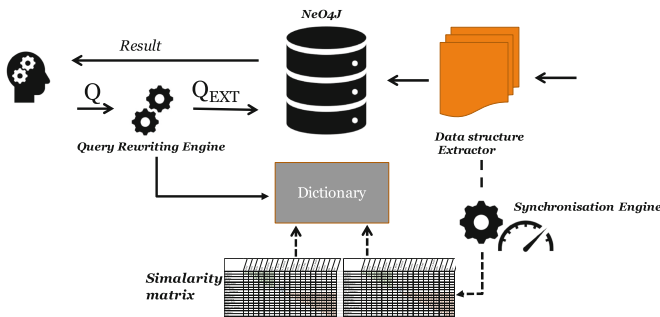 NeO4J
Result
Q
QEXT
Query Rewriting Engine
Data structure
Extractor
Dictionary
Synchronisation Engine
Simalarity
matrix